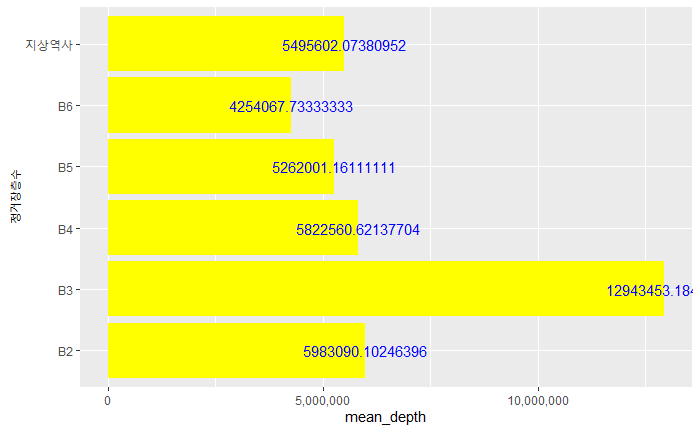 지상역사
5495602.07380952
B6
4254067.73333333
B5
5262001.16111111
B4
5822560.62137704
B3
12943453.184
B2
5983090.10246396
정거장층수
0
5,000,000
10,000,000
mean_depth